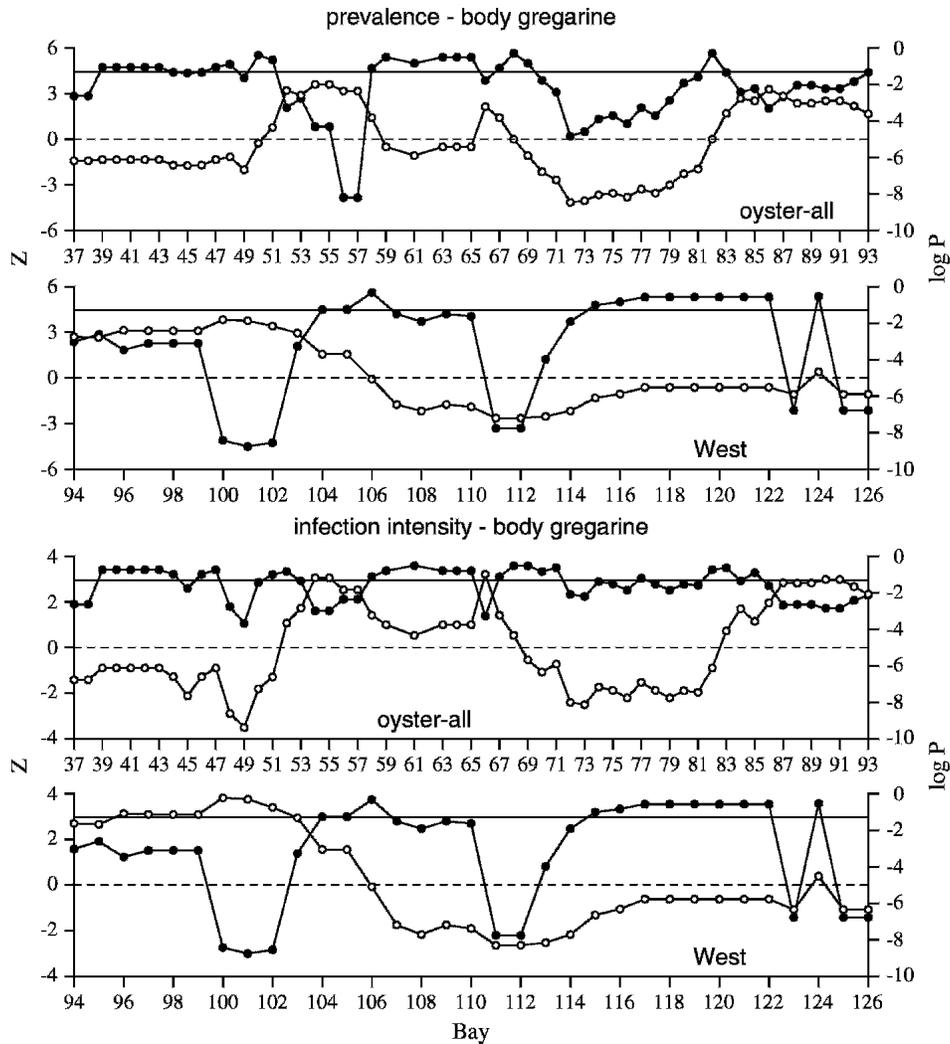 prevalence - body gregarine
6 0
3 -2
0 -4
-3 -6
-6 -8
-10
oyster-all
37 39 41 43 45 47 49 51 53 55 57 59 61 63 65 67 69 71 73 75 77 79 81 83 85 87 89 91 93
Z
log P
6 0
3 -2
0 -4
-3 -6
-6 -8
-10
West
94 96 98 100 102 104 106 108 110 112 114 116 118 120 122 124 126
infection intensity - body gregarine
4 0
2 -2
0 -4
-2 -6
-4 -8
-10
oyster-all
37 39 41 43 45 47 49 51 53 55 57 59 61 63 65 67 69 71 73 75 77 79 81 83 85 87 89 91 93
Z
log P
4 0
2 -2
0 -4
-2 -6
-4 -8
-10
West
94 96 98 100 102 104 106 108 110 112 114 116 118 120 122 124 126
Bay